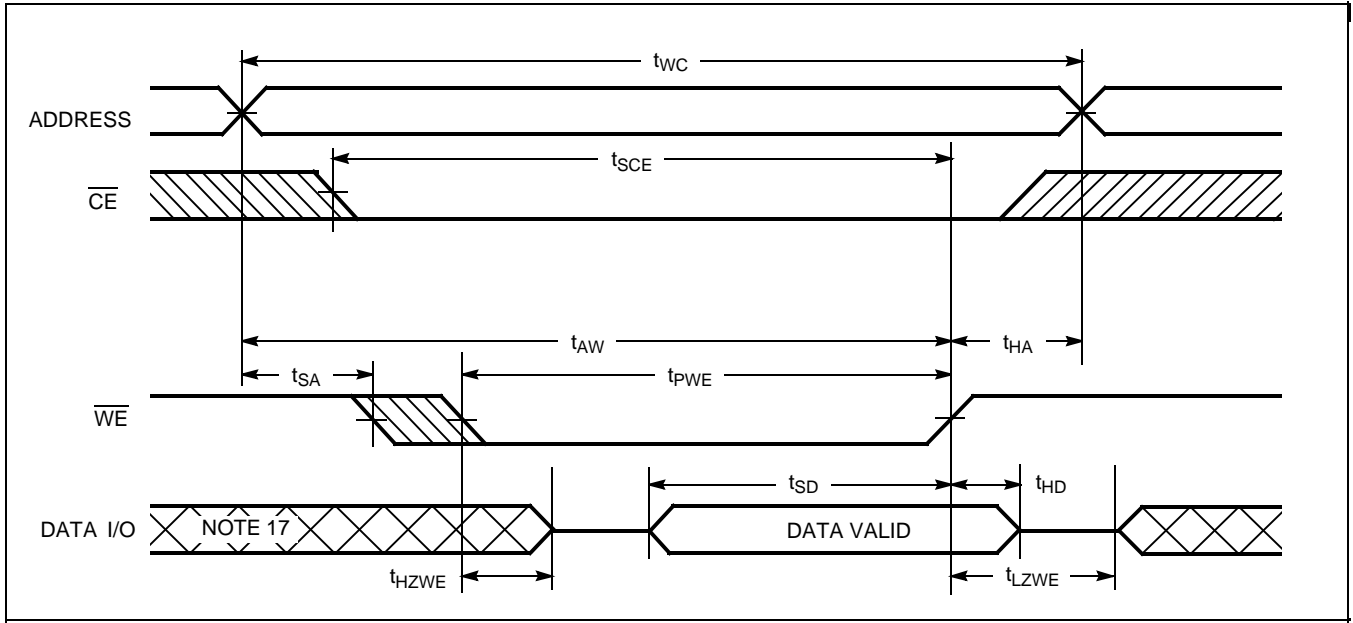 tWC
ADDRESS
tSCE
CE
tAW
tHA
tSA
tPWE
WE
tSD
tHD
DATA I/O
NOTE 17
DATA VALID
tHZWE
tLZWE